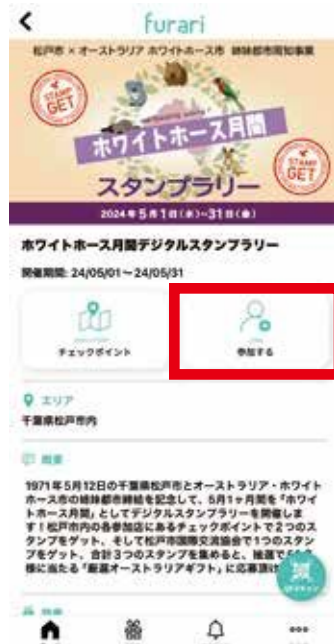 furari
松戸市 × オーストラリア ホワイトホース市 姉妹都市周知事業
STAMP GET
ホワイトホース月間
STAMP GET
スタンプラリー
2024年5月1日(水)~31日(金)
ホワイトホース月間デジタルスタンプラリー
開催期間: 24/05/01 ~ 24/05/31
チェックポイント
参加する
エリア
千葉県松戸市内
概要
1971年5月12日の千葉県松戸市とオーストラリア・ホワイト
ホース市の姉妹都市締結を記念して、5月1ヶ月間を「ホワイ
トホース月間」としてデジタルスタンプラリーを開催しま
す！松戸市内の各参加店にあるチェックポイントで2つのス
タンプをゲット、そして松戸市国際交流協会で1つのスタン
プをゲット、合計3つのスタンプを集めると、抽選で
様に当たる「厳選オーストラリアギフト」に応募頂け